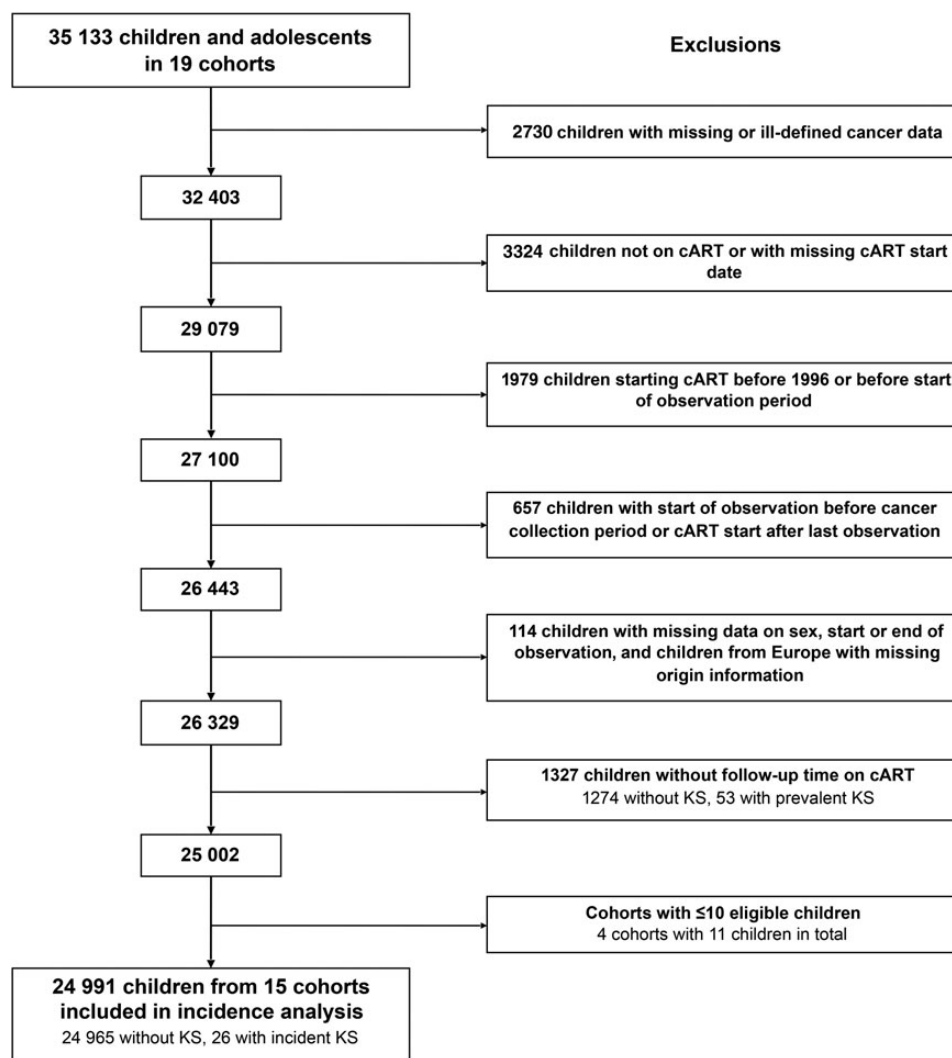 35 133 children and adolescents
in 19 cohorts
Exclusions
2730 children with missing or ill-defined cancer data
32 403
3324 children not on cART or with missing cART start
date
29 079
1979 children starting cART before 1996 or before start
of observation period
27 100
657 children with start of observation before cancer
collection period or cART start after last observation
26 443
114 children with missing data on sex, start or end of
observation, and children from Europe with missing
origin information
26 329
1327 children without follow-up time on cART
1274 without KS, 53 with prevalent KS
25 002
Cohorts with ≤10 eligible children
4 cohorts with 11 children in total
24 991 children from 15 cohorts
included in incidence analysis
24 965 without KS, 26 with incident KS